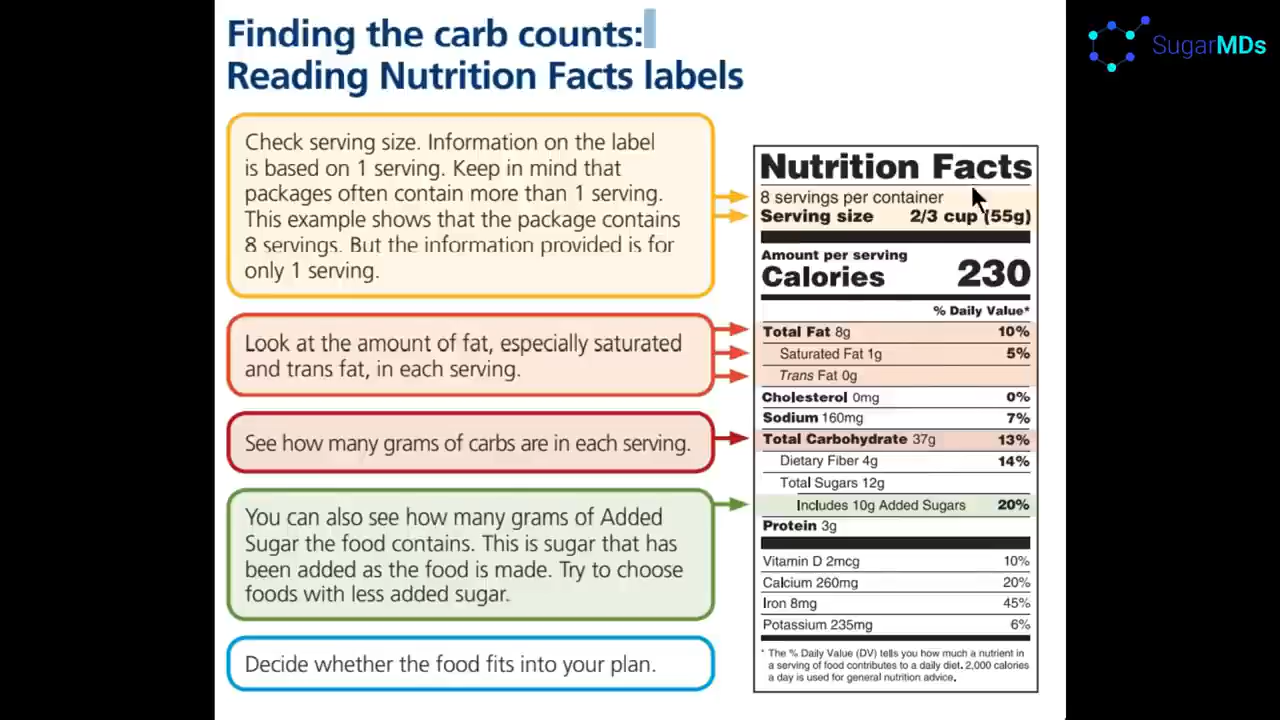 Finding the carb counts:
Reading Nutrition Facts labels
SugarMDs
Check serving size. Information on the label
is based on 1 serving. Keep in mind that
packages often contain more than 1 serving.
This example shows that the package contains
8 servings. But the information provided is for
only 1 serving.
Look at the amount of fat, especially saturated
and trans fat, in each serving.
See how many grams of carbs are in each serving.
You can also see how many grams of Added
Sugar the food contains. This is sugar that has
been added as the food is made. Try to choose
foods with less added sugar.
Decide whether the food fits into your plan.
Nutrition Facts
8 servings per container
Serving size 2/3 cup (55g)
Amount per serving
Calories 230
% Daily Value*
Total Fat 8g 10%
Saturated Fat 1g 5%
Trans Fat 0g
Cholesterol 0mg 0%
Sodium 160mg 7%
Total Carbohydrate 37g 13%
Dietary Fiber 4g 14%
Total Sugars 12g
Includes 10g Added Sugars 20%
Protein 3g
Vitamin D 2mcg 10%
Calcium 260mg 20%
Iron 8mg 45%
Potassium 235mg 6%
* The % Daily Value (DV) tells you how much a nutrient in
a serving of food contributes to a daily diet. 2,000 calories
a day is used for general nutrition advice.